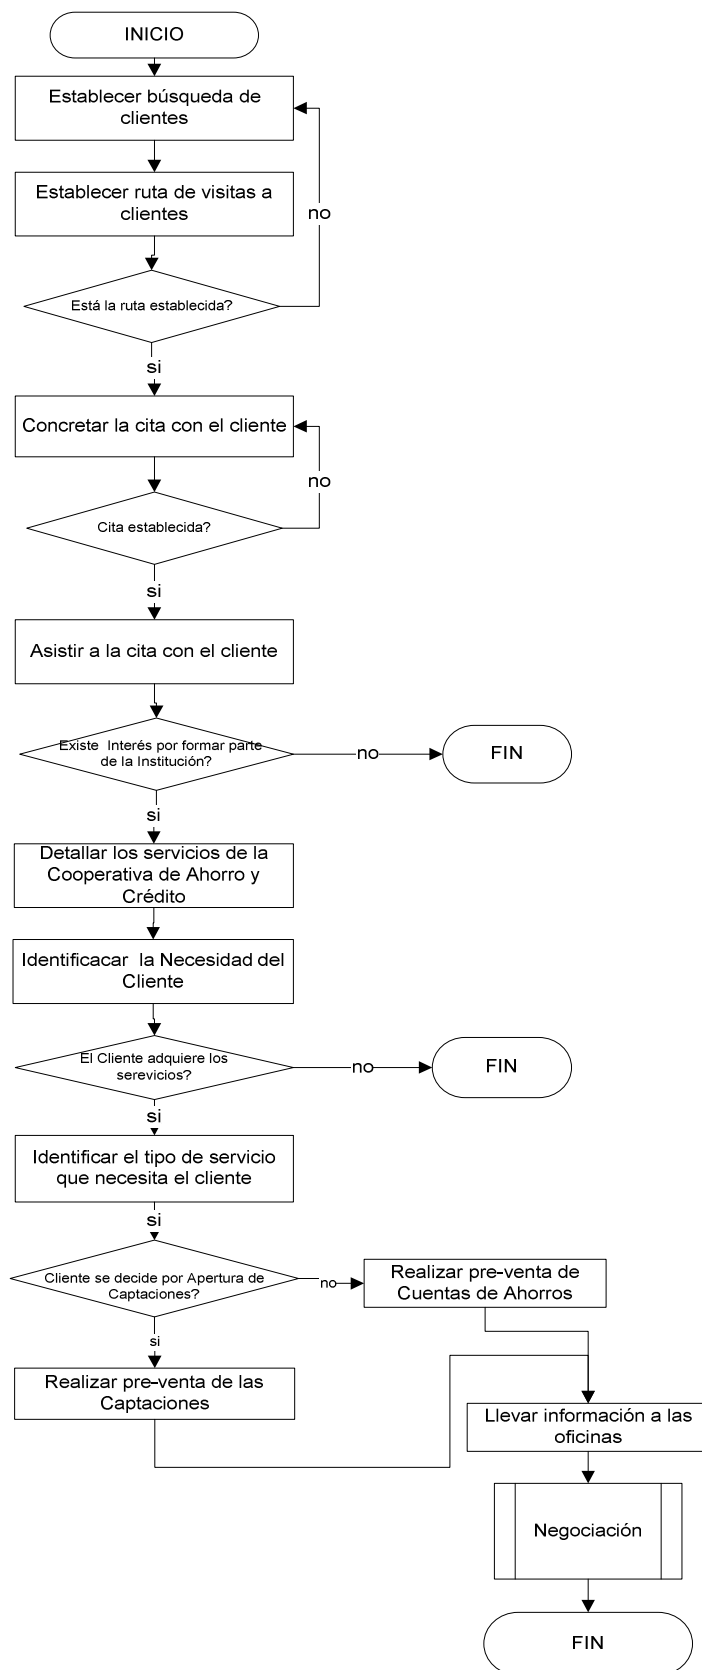 INICIO
Establecer búsqueda de
clientes
Establecer ruta de visitas a
clientes
no
Está la ruta establecida?
si
Concretar la cita con el cliente
no
Cita establecida?
si
Asistir a la cita con el cliente
Existe Interés por formar parte
de la Institución?
no
FIN
si
Detallar los servicios de la
Cooperativa de Ahorro y
Crédito
Identificacar la Necesidad del
Cliente
El Cliente adquiere los
serevicios?
no
FIN
si
Identificar el tipo de servicio
que necesita el cliente
si
Cliente se decide por Apertura de
Captaciones?
no
Realizar pre-venta de
Cuentas de Ahorros
si
Realizar pre-venta de las
Captaciones
Llevar información a las
oficinas
Negociación
FIN